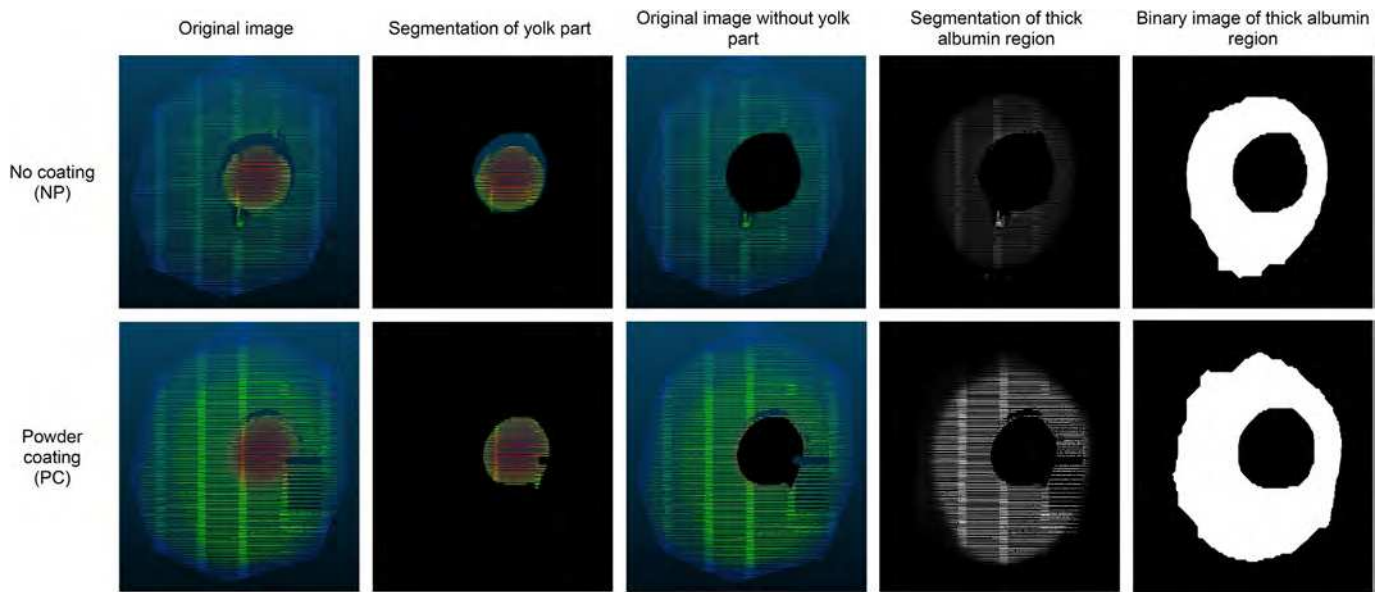 Original image
Segmentation of yolk part
Original image without yolk
part
Segmentation of thick
albumin region
Binary image of thick albumin
region
No coating
(NP)
Powder
coating
(PC)